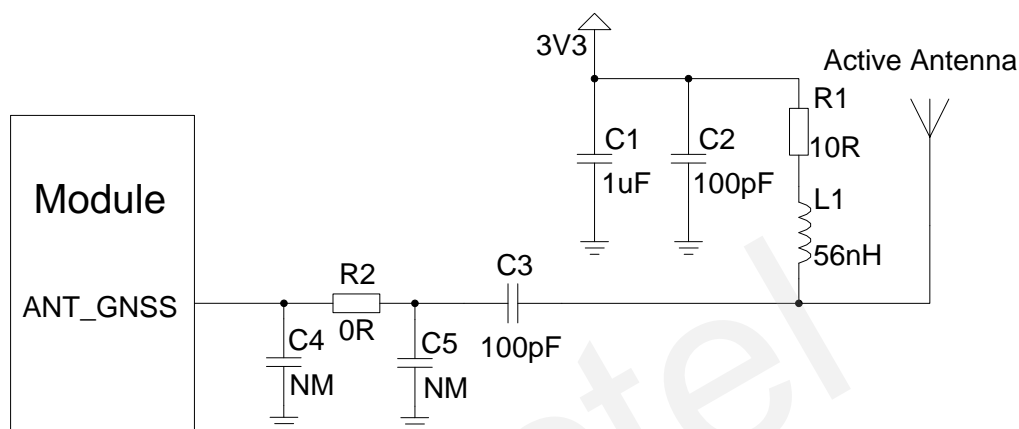 3V3
Active Antenna
R1
10R
C1
1uF
C2
100pF
Module
L1
56nH
ANT_GNSS
R2
0R
C3
100pF
C4
NM
C5
NM